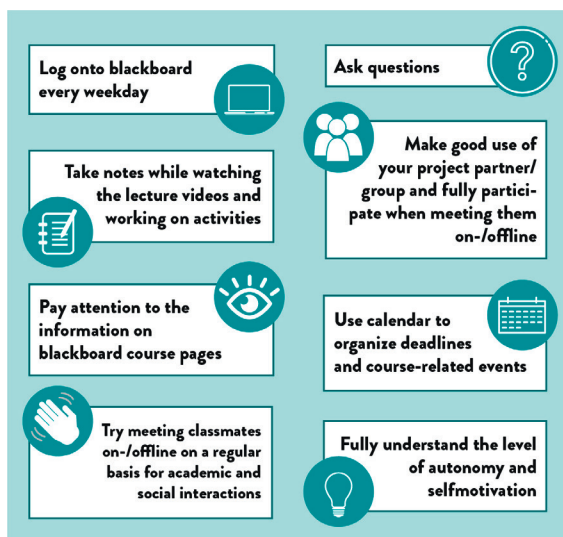 Log onto blackboard
every weekday
Take notes while watching
the lecture videos and
working on activities
Pay attention to the
information on
blackboard course pages
Try meeting classmates
on-/offline on a regular
basis for academic and
social interactions
Ask questions
?
Make good use of
your project partner/
group and fully partici-
pate when meeting them
on-/offline
Use calendar to
organize deadlines
and course-related events
Fully understand the level
of autonomy and
selfmotivation